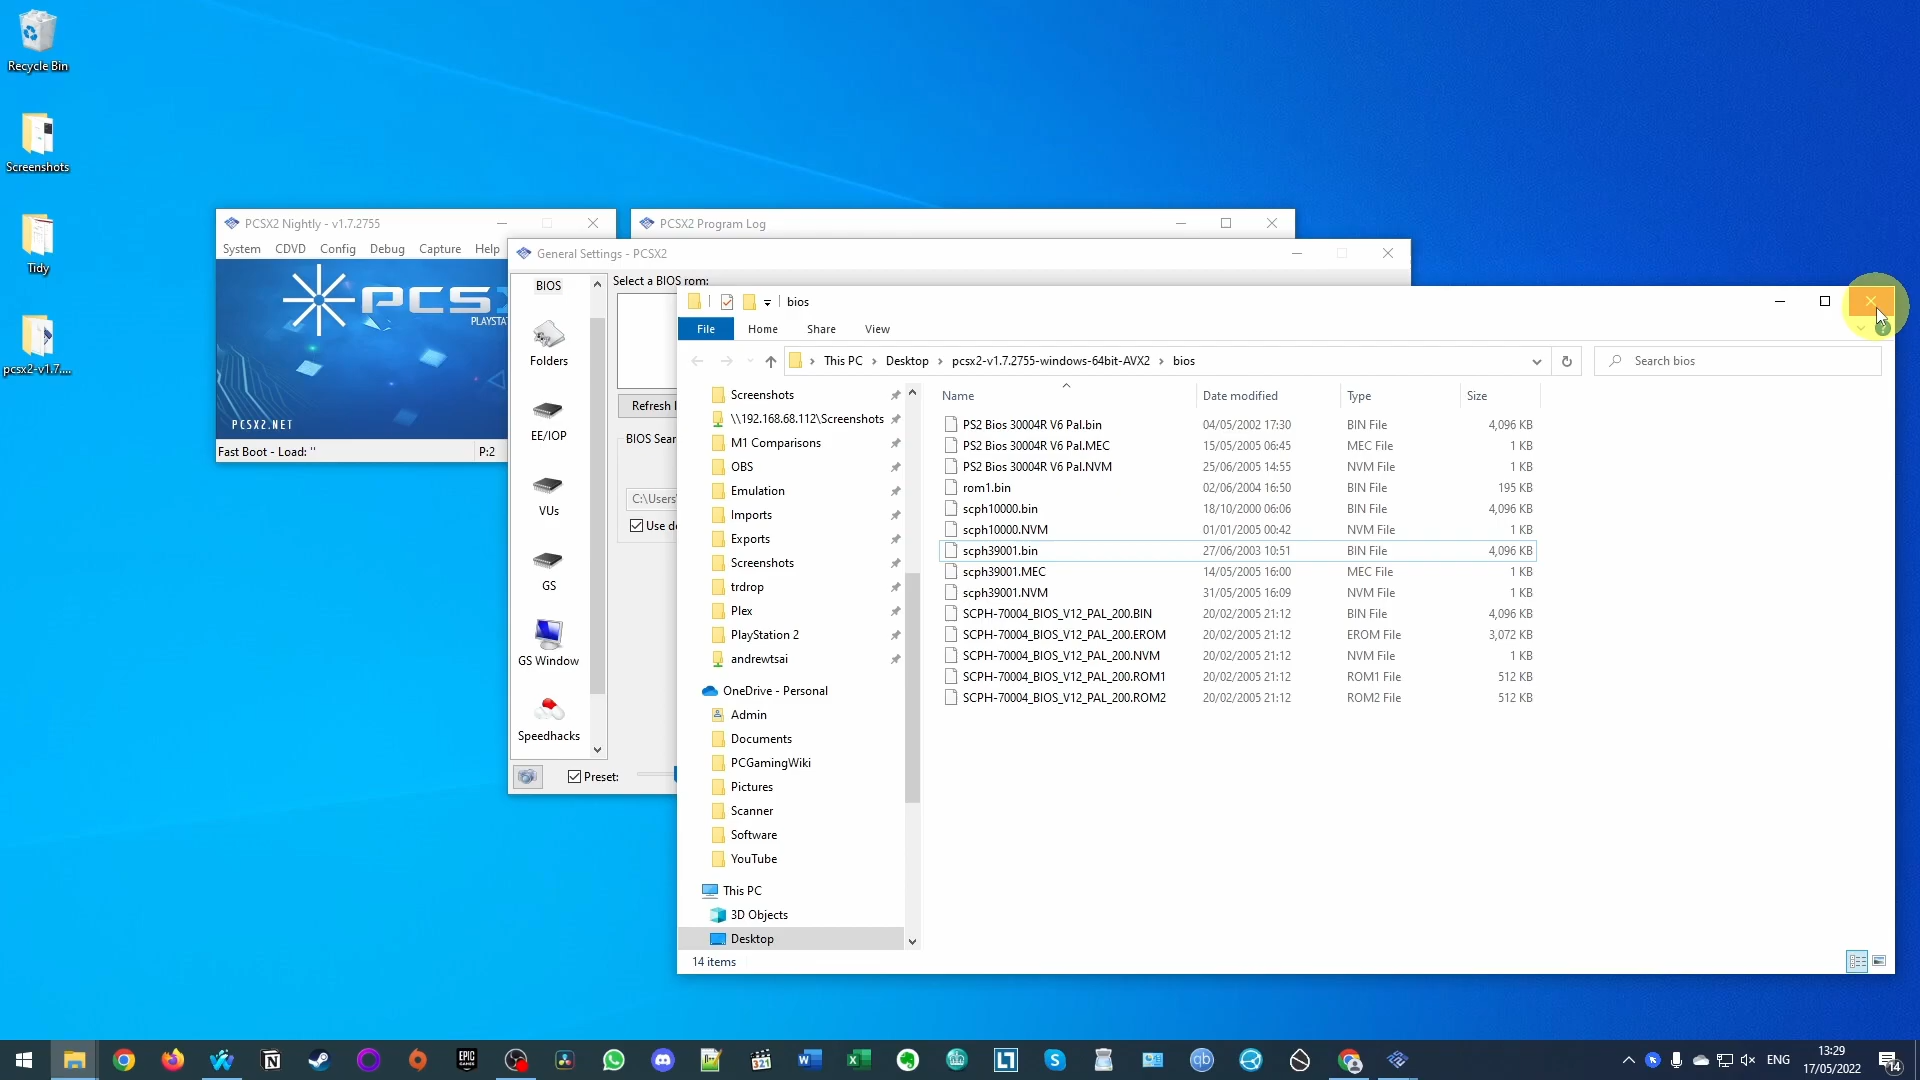 Recycle Bin
Screenshots
Tidy
pcsx2-v1.7....
PCSX2 Nightly - v1.7.2755
System CDVD Config Debug Capture Help
PCSX2.NET
Fast Boot - Load: ''
P:2
PCSX2 Program Log
General Settings - PCSX2
BIOS
Folders
EE/IOP
VUs
GS
GS Window
Speedhacks
Select a BIOS rom:
Refresh
BIOS Sear
C:\Users
Use de
Preset:
bios
File Home Share View
This PC > Desktop > pcsx2-v1.7.2755-windows-64bit-AVX2 > bios
Search bios
Screenshots
\\192.168.68.112\Screenshots
M1 Comparisons
OBS
Emulation
Imports
Exports
Screenshots
trdrop
Plex
PlayStation 2
andrewtsai
OneDrive - Personal
Admin
Documents
PCGamingWiki
Pictures
Scanner
Software
YouTube
This PC
3D Objects
Desktop
Name Date modified Type Size
PS2 Bios 30004R V6 Pal.bin 04/05/2002 17:30 BIN File 4,096 KB
PS2 Bios 30004R V6 Pal.MEC 15/05/2005 06:45 MEC File 1 KB
PS2 Bios 30004R V6 Pal.NVM 25/06/2005 14:55 NVM File 1 KB
rom1.bin 02/06/2004 16:50 BIN File 195 KB
scph10000.bin 18/10/2000 06:06 BIN File 4,096 KB
scph10000.NVM 01/01/2005 00:42 NVM File 1 KB
scph39001.bin 27/06/2003 10:51 BIN File 4,096 KB
scph39001.MEC 14/05/2005 16:00 MEC File 1 KB
scph39001.NVM 31/05/2005 16:09 NVM File 1 KB
SCPH-70004_BIOS_V12_PAL_200.BIN 20/02/2005 21:12 BIN File 4,096 KB
SCPH-70004_BIOS_V12_PAL_200.EROM 20/02/2005 21:12 EROM File 3,072 KB
SCPH-70004_BIOS_V12_PAL_200.NVM 20/02/2005 21:12 NVM File 1 KB
SCPH-70004_BIOS_V12_PAL_200.ROM1 20/02/2005 21:12 ROM1 File 512 KB
SCPH-70004_BIOS_V12_PAL_200.ROM2 20/02/2005 21:12 ROM2 File 512 KB
14 items
EPIC GAMES
321
qb
ENG
13:29
17/05/2022
14